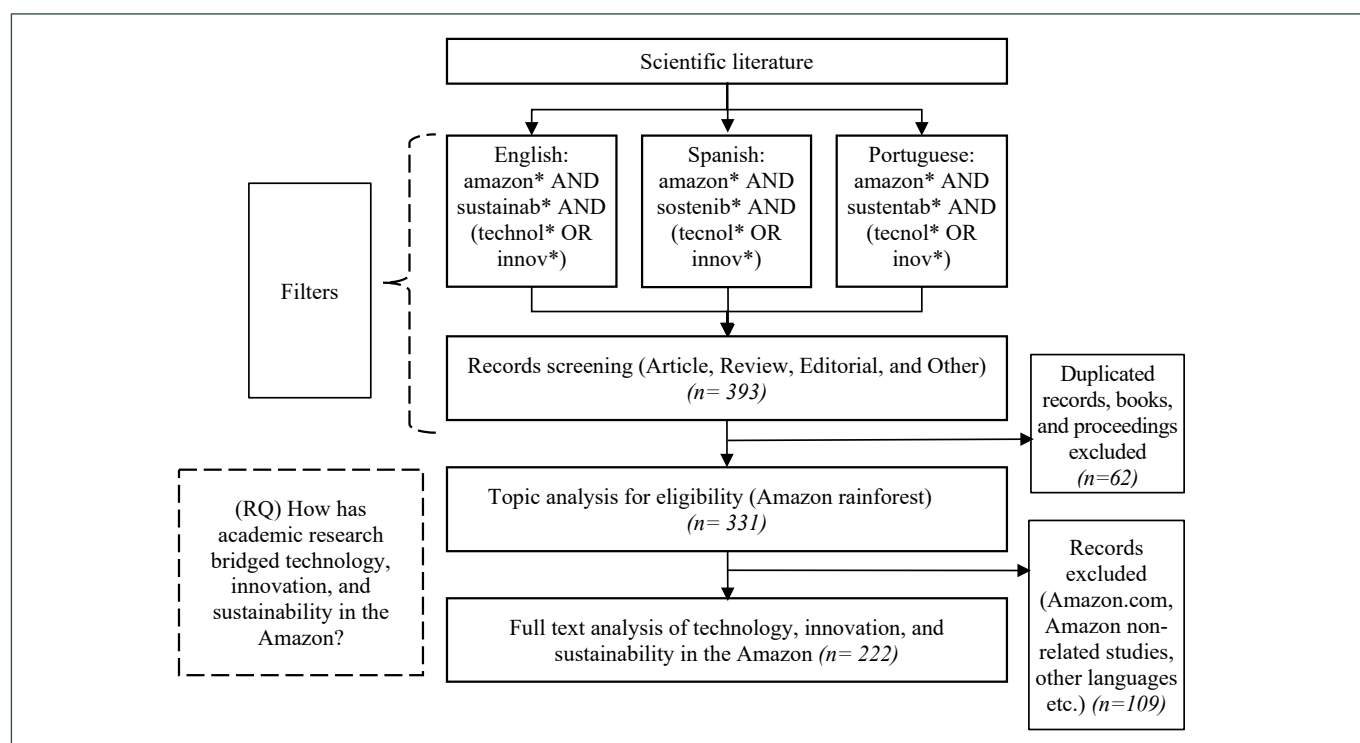 Scientific literature
English:
amazon* AND
sustainab* AND
(technol* OR
innov*)
Spanish:
amazon* AND
sostenib* AND
(tecnol* OR
innov*)
Portuguese:
amazon* AND
sustentab* AND
(tecnol* OR
inov*)
Filters
Records screening (Article, Review, Editorial, and Other)
(n= 393)
Duplicated
records, books,
and proceedings
excluded
(n=62)
Topic analysis for eligibility (Amazon rainforest)
(n= 331)
(RQ) How has
academic research
bridged technology,
innovation, and
sustainability in the
Amazon?
Records
excluded
(Amazon.com,
Amazon non-
related studies,
other languages
etc.) (n=109)
Full text analysis of technology, innovation, and
sustainability in the Amazon (n= 222)